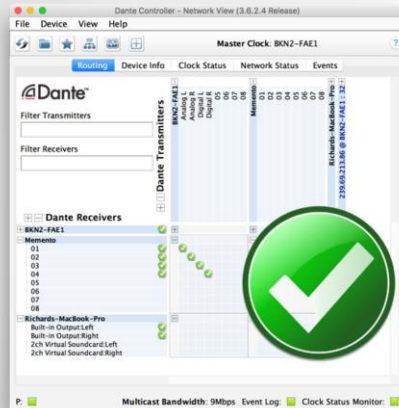 Dante Controller - Network View (3.6.2.4 Release)
File Device View Help
Master Clock: BKN2-FAE1
?
Routing Device Info Clock Status Network Status Events
Dante™
Filter Transmitters
Filter Receivers
Dante Transmitters
BKN2-FAE1
Analog L
Analog R
Digital L
Digital R
05
06
07
08
Memento
01
02
03
04
05
06
07
08
Richards-MacBook-Pro
239.69.213.86 @ BKN2-FAE1 : 32
Dante Receivers
BKN2-FAE1
Memento
01
02
03
04
05
06
07
08
Richards-MacBook-Pro
Built-in Output:Left
Built-in Output:Right
2ch Virtual Soundcard:Left
2ch Virtual Soundcard:Right
P: Multicast Bandwidth: 9Mbps Event Log: Clock Status Monitor: